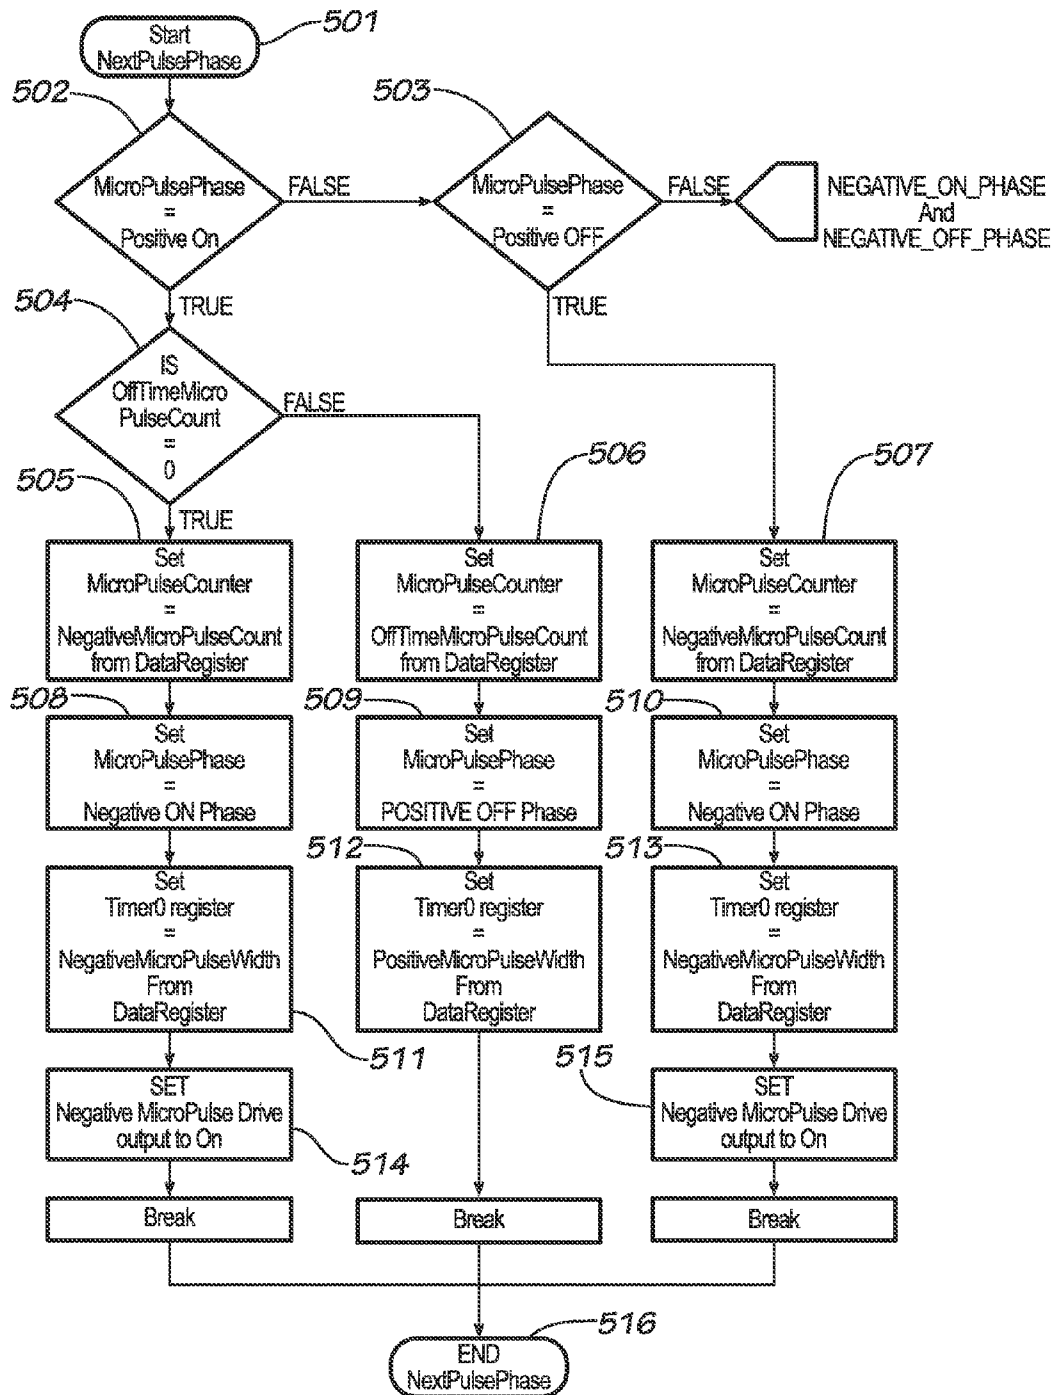 501
Start
NextPulsePhase
502
503
MicroPulsePhase
=
Positive On
FALSE
MicroPulsePhase
=
Positive OFF
FALSE
NEGATIVE_ON_PHASE
And
NEGATIVE_OFF_PHASE
TRUE
TRUE
504
IS
OffTimeMicro
PulseCount
=
0
FALSE
TRUE
505
506
507
Set
MicroPulseCounter
=
NegativeMicroPulseCount
from DataRegister
Set
MicroPulseCounter
=
OffTimeMicroPulseCount
from DataRegister
Set
MicroPulseCounter
=
NegativeMicroPulseCount
from DataRegister
508
509
510
Set
MicroPulsePhase
=
Negative ON Phase
Set
MicroPulsePhase
=
POSITIVE OFF Phase
Set
MicroPulsePhase
=
Negative ON Phase
512
513
Set
Timer0 register
=
NegativeMicroPulseWidth
From
DataRegister
Set
Timer0 register
=
PositiveMicroPulseWidth
From
DataRegister
Set
Timer0 register
=
NegativeMicroPulseWidth
From
DataRegister
511
515
SET
Negative MicroPulse Drive
output to On
SET
Negative MicroPulse Drive
output to On
514
Break
Break
Break
516
END
NextPulsePhase